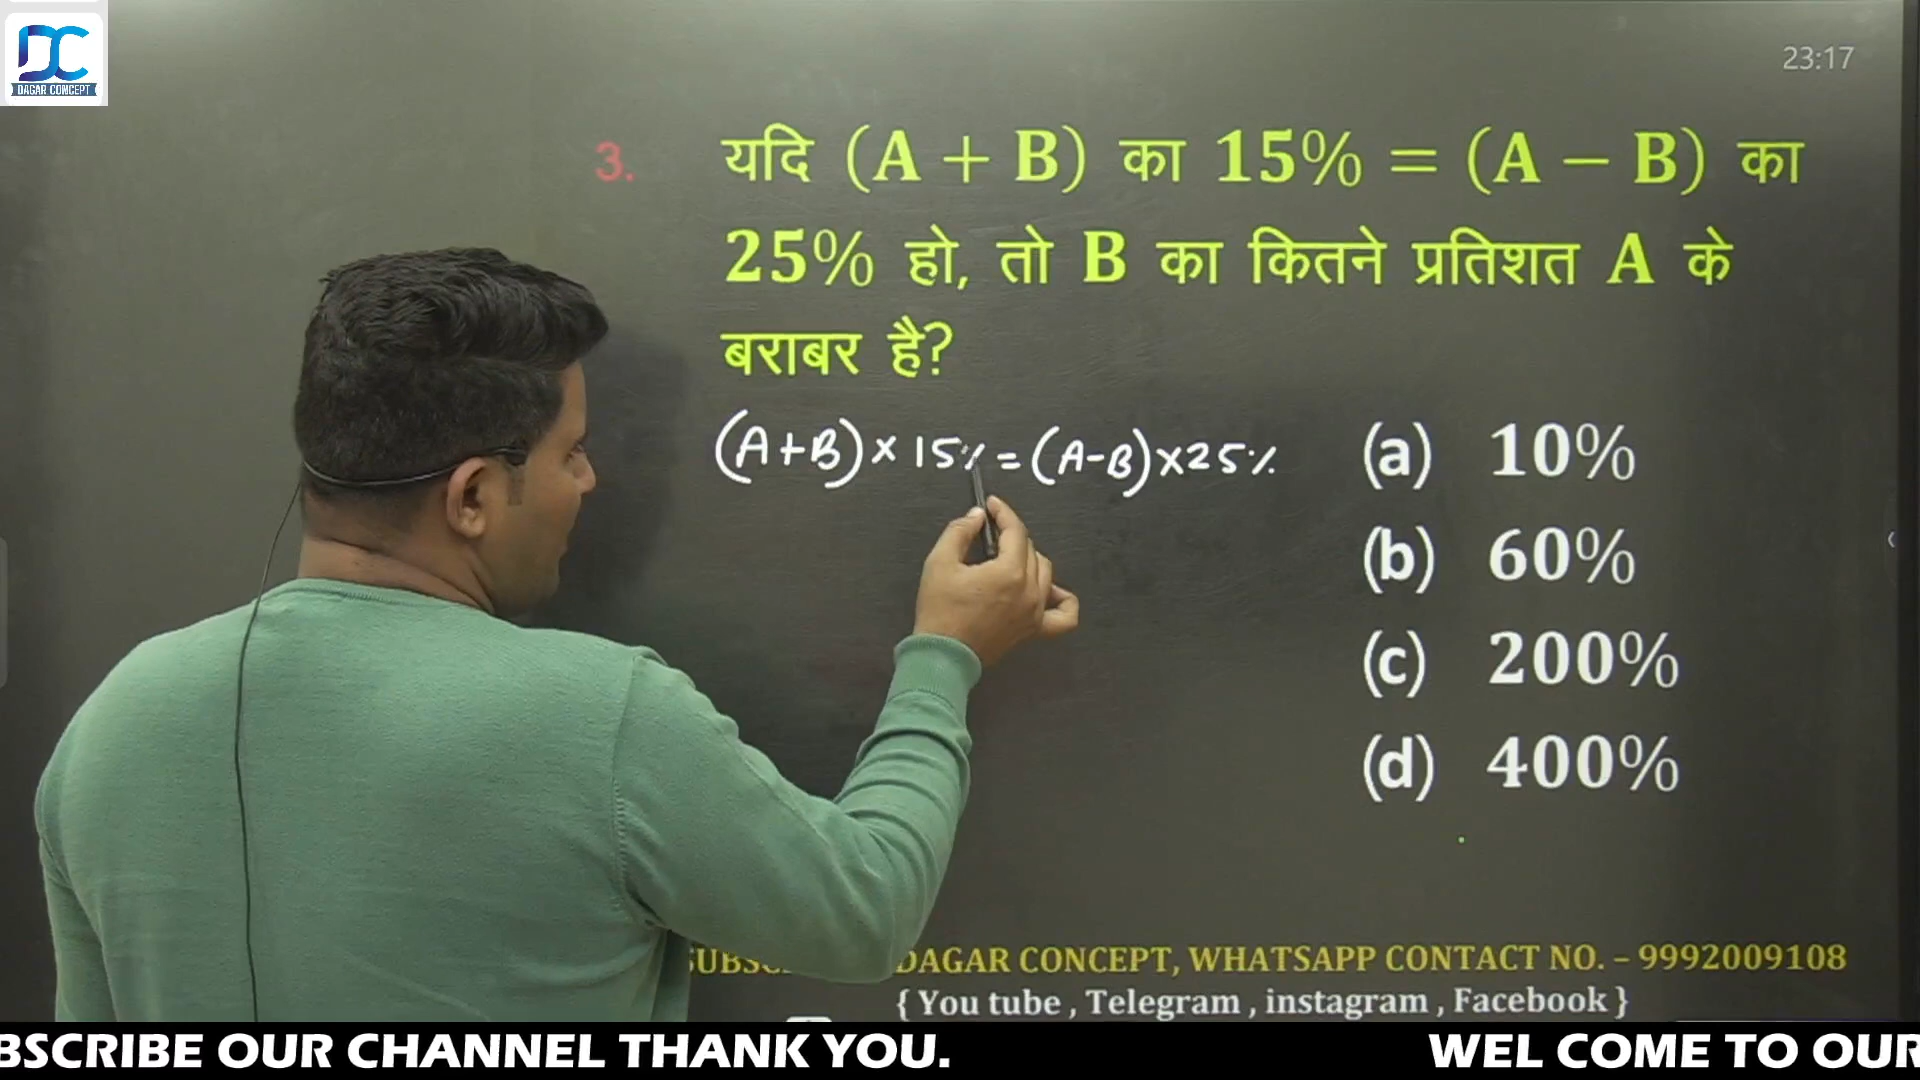 DC
DAGAR CONCEPT
23:17
3. यदि (A + B) का 15% = (A − B) का
25% हो, तो B का कितने प्रतिशत A के
बराबर है?
(A+B) × 15% = (A-B) × 25%
(a) 10%
(b) 60%
(c) 200%
(d) 400%
DAGAR CONCEPT, WHATSAPP CONTACT NO. – 9992009108
{ You tube , Telegram , instagram , Facebook }
BSCRIBE OUR CHANNEL THANK YOU. WEL COME TO OUR